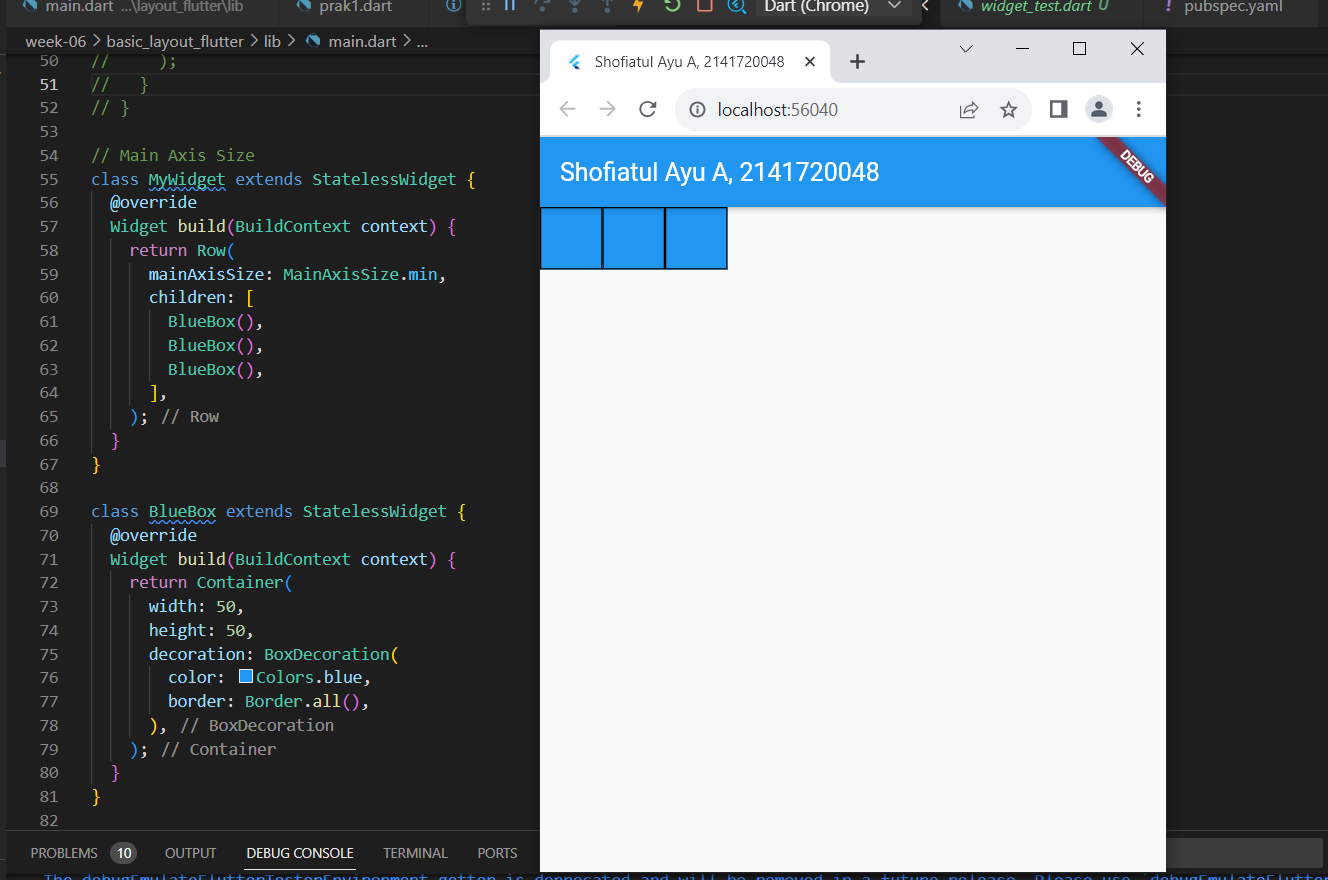 main.dart ...\layout_flutter\lib
prak1.dart
Dart (Chrome)
widget_test.dart U
! pubspec.yaml
week-06 > basic_layout_flutter > lib > main.dart > ...
50 // );
51 // }
52 // }
53
54 // Main Axis Size
55 class MyWidget extends StatelessWidget {
56 @override
57 Widget build(BuildContext context) {
58 return Row(
59 mainAxisSize: MainAxisSize.min,
60 children: [
61 BlueBox(),
62 BlueBox(),
63 BlueBox(),
64 ],
65 ); // Row
66 }
67 }
68
69 class BlueBox extends StatelessWidget {
70 @override
71 Widget build(BuildContext context) {
72 return Container(
73 width: 50,
74 height: 50,
75 decoration: BoxDecoration(
76 color: Colors.blue,
77 border: Border.all(),
78 ), // BoxDecoration
79 ); // Container
80 }
81 }
82
PROBLEMS 10 OUTPUT DEBUG CONSOLE TERMINAL PORTS
Shofiatul Ayu A, 2141720048
localhost:56040
Shofiatul Ayu A, 2141720048
DEBUG